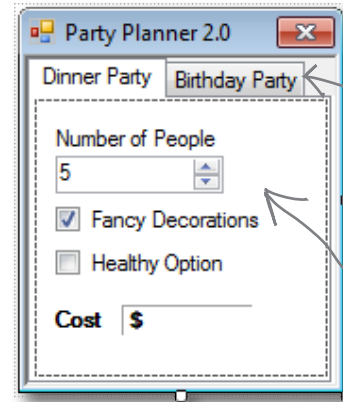 Party Planner 2.0
Dinner Party Birthday Party
Number of People
5
Fancy Decorations
Healthy Option
Cost $